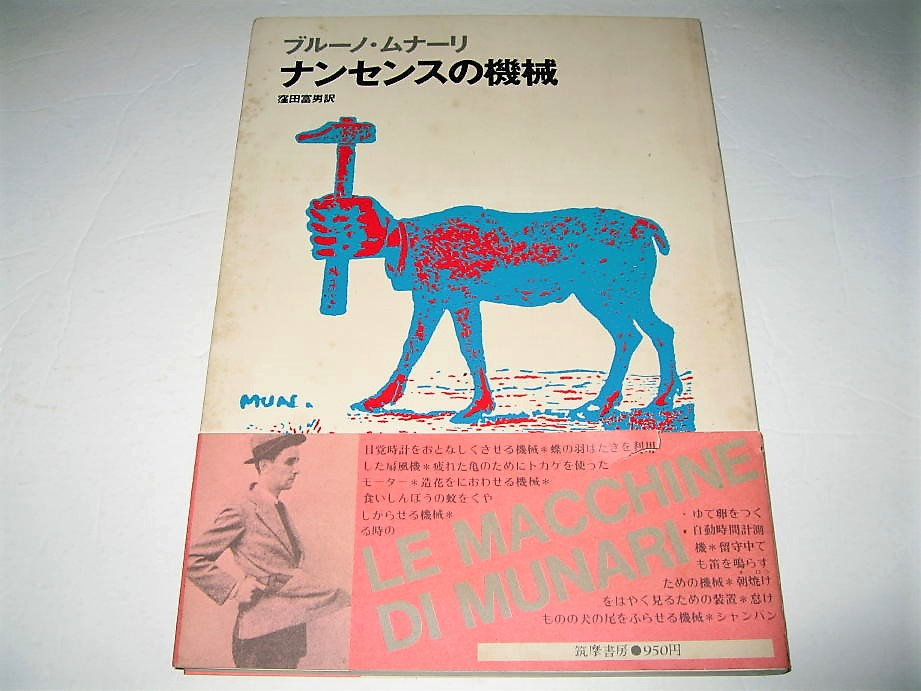 ブルーノ・ムナーリ
ナンセンスの機械
窪田富男訳
MUN.
目覚時計をおとなしくさせる機械*蝶の羽ばたきを利用
した扇風機*疲れた亀のためにトカゲを使った
モーター*造花をにおわせる機械*
食いしんぼうの蚊をくや
しがらせる機械*
る時の
LE MACCHINE
DI MUNARI
・ゆで卵をつく
・自動時間計測
機*留守中で
も笛を鳴らす
ための機械*朝焼け
をはやく見るための装置*怠け
ものの犬の尾をふらせる機械*シャンパン
筑摩書房●950円